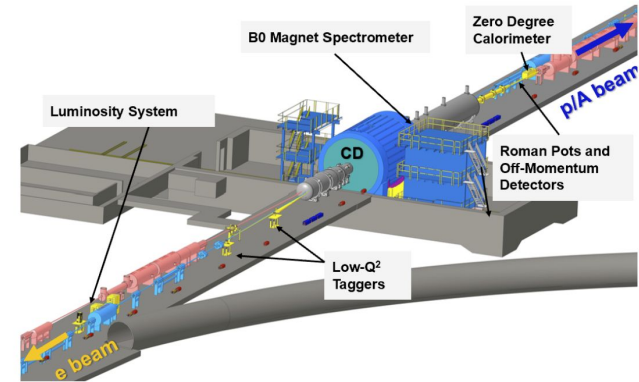 Zero Degree
Calorimeter
B0 Magnet Spectrometer
p/A beam
Luminosity System
CD
Roman Pots and
Off-Momentum
Detectors
Low-Q²
Taggers
e beam